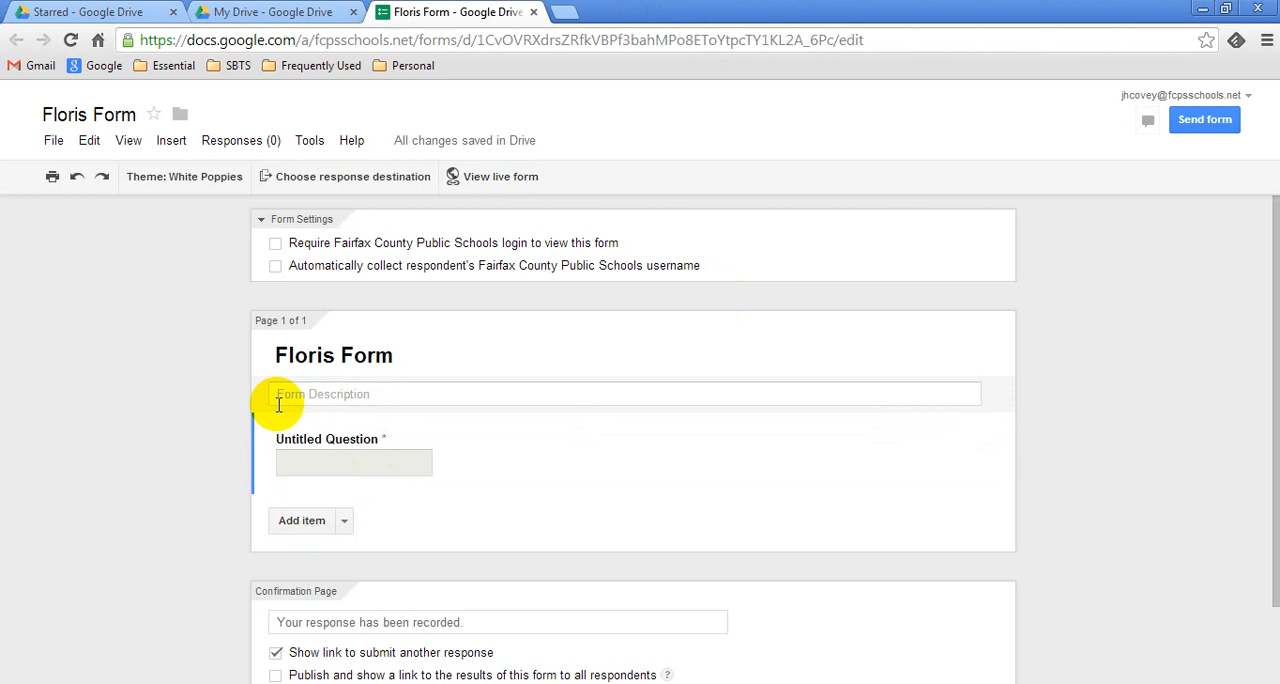 Starred - Google Drive
My Drive - Google Drive
Floris Form - Google Drive
https://docs.google.com/a/fcpsschools.net/forms/d/1CvOVRXdrsZRfkVBPf3bahMPo8EToYtpcTY1KL2A_6Pc/edit
Gmail Google Essential SBTS Frequently Used Personal
jhcovey@fcpsschools.net
Floris Form
Send form
File Edit View Insert Responses (0) Tools Help All changes saved in Drive
Theme: White Poppies Choose response destination View live form
Form Settings
Require Fairfax County Public Schools login to view this form
Automatically collect respondent's Fairfax County Public Schools username
Page 1 of 1
Floris Form
Form Description
Untitled Question *
Add item
Confirmation Page
Your response has been recorded.
Show link to submit another response
Publish and show a link to the results of this form to all respondents ?